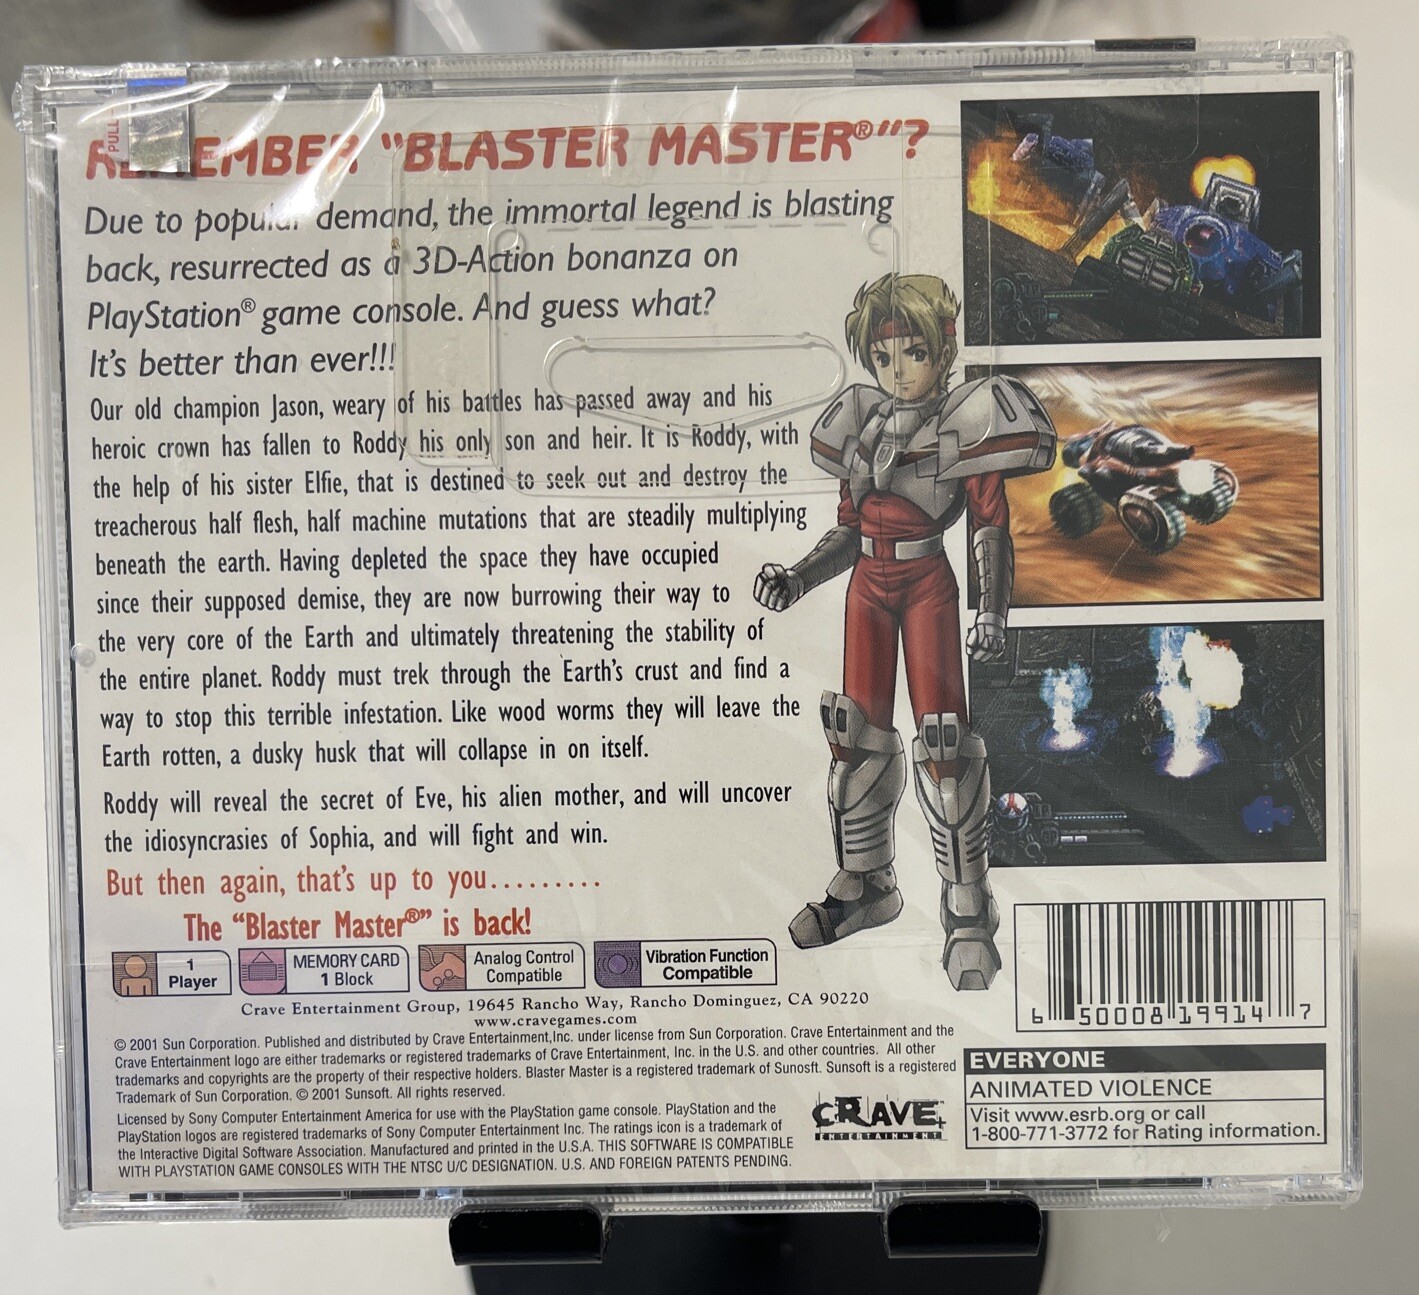 PULL
REMEMBER "BLASTER MASTER®"?
Due to popular demand, the immortal legend is blasting
back, resurrected as a 3D-Action bonanza on
PlayStation® game console. And guess what?
It's better than ever!!!
Our old champion Jason, weary of his battles has passed away and his
heroic crown has fallen to Roddy his only son and heir. It is Roddy, with
the help of his sister Elfie, that is destined to seek out and destroy the
treacherous half flesh, half machine mutations that are steadily multiplying
beneath the earth. Having depleted the space they have occupied
since their supposed demise, they are now burrowing their way to
the very core of the Earth and ultimately threatening the stability of
the entire planet. Roddy must trek through the Earth's crust and find a
way to stop this terrible infestation. Like wood worms they will leave the
Earth rotten, a dusky husk that will collapse in on itself.
Roddy will reveal the secret of Eve, his alien mother, and will uncover
the idiosyncrasies of Sophia, and will fight and win.
But then again, that's up to you.........
The "Blaster Master®" is back!
1 Player
MEMORY CARD
1 Block
Analog Control
Compatible
Vibration Function
Compatible
Crave Entertainment Group, 19645 Rancho Way, Rancho Dominguez, CA 90220
www.cravegames.com
© 2001 Sun Corporation. Published and distributed by Crave Entertainment,Inc. under license from Sun Corporation. Crave Entertainment and the
Crave Entertainment logo are either trademarks or registered trademarks of Crave Entertainment, Inc. in the U.S. and other countries. All other
trademarks and copyrights are the property of their respective holders. Blaster Master is a registered trademark of Sunosft. Sunsoft is a registered
Trademark of Sun Corporation. © 2001 Sunsoft. All rights reserved.
Licensed by Sony Computer Entertainment America for use with the PlayStation game console. PlayStation and the
PlayStation logos are registered trademarks of Sony Computer Entertainment Inc. The ratings icon is a trademark of
the Interactive Digital Software Association. Manufactured and printed in the U.S.A. THIS SOFTWARE IS COMPATIBLE
WITH PLAYSTATION GAME CONSOLES WITH THE NTSC U/C DESIGNATION. U.S. AND FOREIGN PATENTS PENDING.
CRAVE
ENTERTAINMENT
6 50008 19914 7
EVERYONE
ANIMATED VIOLENCE
Visit www.esrb.org or call
1-800-771-3772 for Rating information.